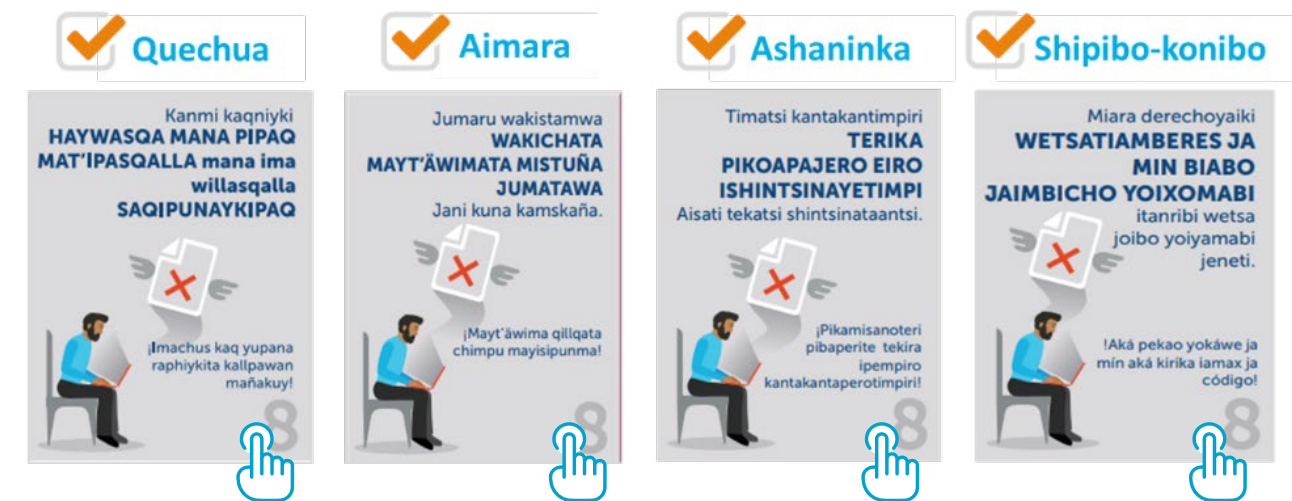 Quechua
Kanmi kaqniyki
HAYWASQA MANA PIPAQ
MAT'IPASQALLA mana ima
willasqalla
SAQIPUNAYKIPAQ
¡Imachus kaq yupana
raphiykita kallpawan
mañakuy!
8
Aimara
Jumaru wakistamwa
WAKICHATA
MAYT'ÄWIMATA MISTUÑA
JUMATAWA
Jani kuna kamskaña.
¡Mayt'äwima qillqata
chimpu mayisipunma!
8
Ashaninka
Timatsi kantakantimpiri
TERIKA
PIKOAPAJERO EIRO
ISHINTSINAYETIMPI
Aisati tekatsi shintsinataantsi.
¡Pikamisanoteri
pibaperite tekira
ipempiro
kantakantaperotimpiri!
8
Shipibo-konibo
Miara derechoyaiki
WETSATIAMBERES JA
MIN BIABO
JAIMBICHO YOIXOMABI
itanribi wetsa
joibo yoiyamabi
jeneti.
!Aká pekao yokáwe ja
mín aká kirika iamax ja
código!
8